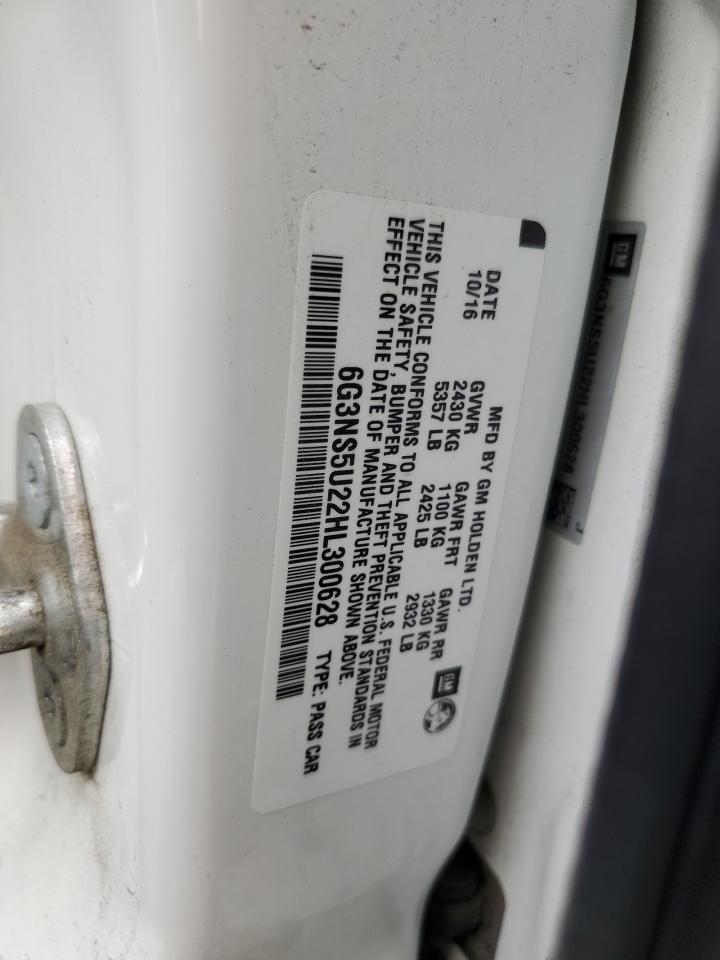 MFD BY GM HOLDEN LTD.
DATE GVWR GAWR FRT GAWR RR
10/16 2430 KG 1100 KG 1330 KG
5357 LB 2425 LB 2932 LB
GM
THIS VEHICLE CONFORMS TO ALL APPLICABLE U.S. FEDERAL MOTOR
VEHICLE SAFETY, BUMPER AND THEFT PREVENTION STANDARDS IN
EFFECT ON THE DATE OF MANUFACTURE SHOWN ABOVE.
6G3NS5U22HL300628 TYPE: PASS CAR
GM 6G3NS5U22HL300628